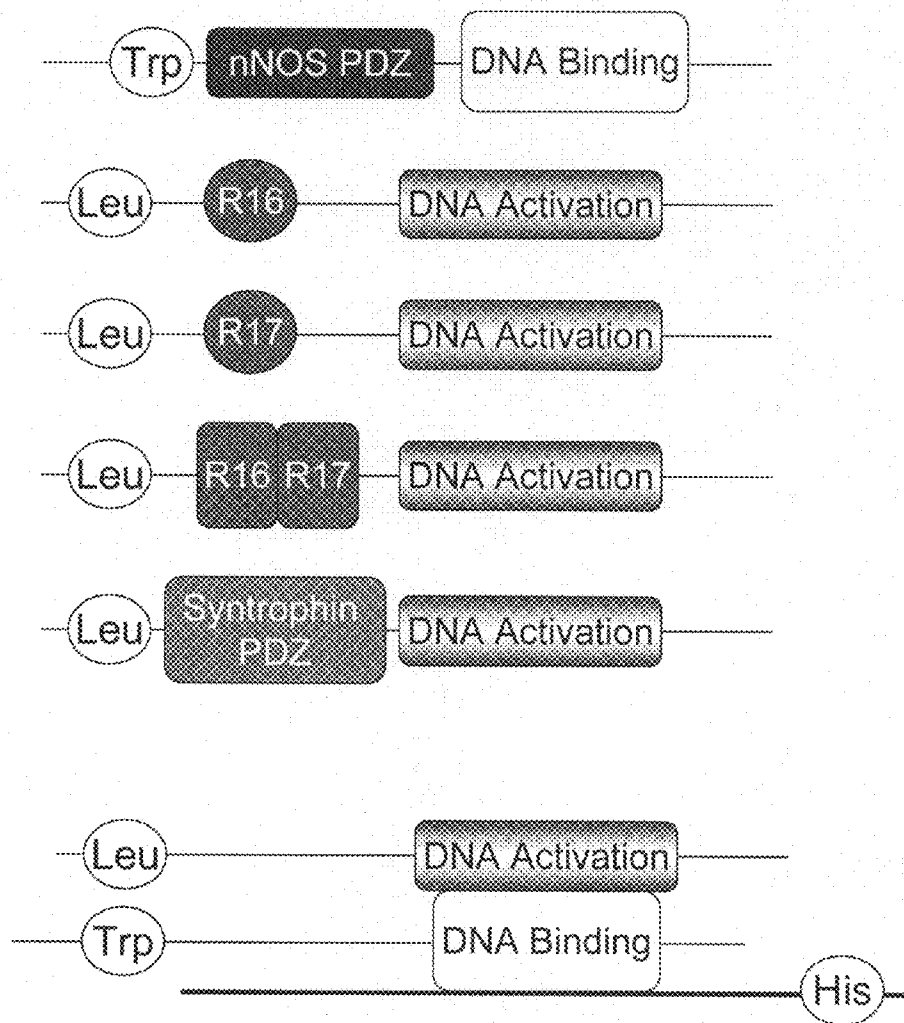 Trp nNOS PDZ DNA Binding
Leu R16 DNA Activation
Leu R17 DNA Activation
Leu R16 R17 DNA Activation
Leu Syntrophin PDZ DNA Activation
Leu DNA Activation
Trp DNA Binding
His